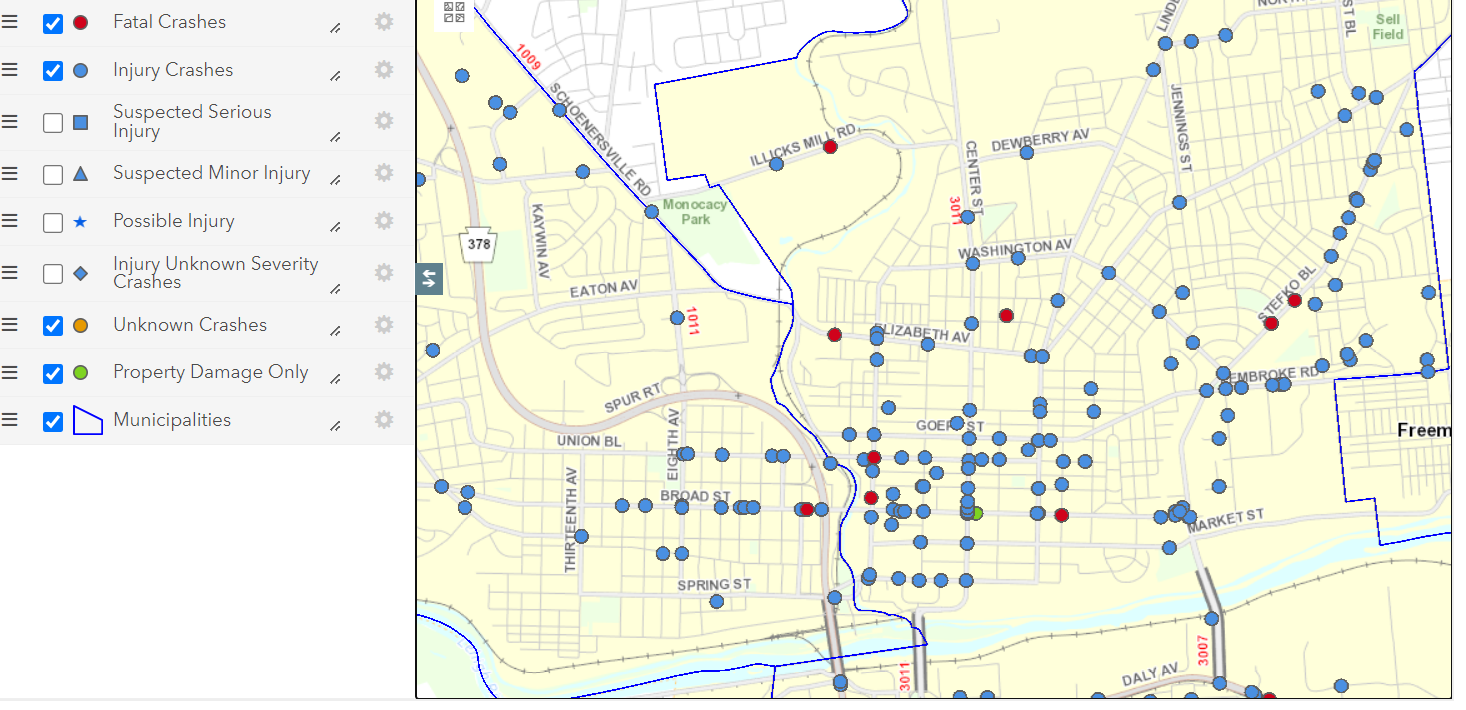 Fatal Crashes
Injury Crashes
Suspected Serious
Injury
Suspected Minor Injury
Possible Injury
Injury Unknown Severity
Crashes
Unknown Crashes
Property Damage Only
Municipalities
1009
SCHOENERSVILLE RD
ILLICKS MILL RD
Monocacy
Park
378
KAYWIN AV
EATON AV
1011
SPUR RT
UNION BL
EIGHTH AV
BROAD ST
THIRTEENTH AV
SPRING ST
NORTH
ST BL
Sell
Field
JENNINGS ST
DEWBERRY AV
CENTER ST
3011
WASHINGTON AV
ELIZABETH AV
STEFKO BL
PEMBROKE RD
GOEPP ST
Freem
MARKET ST
3007
3011
DALY AV